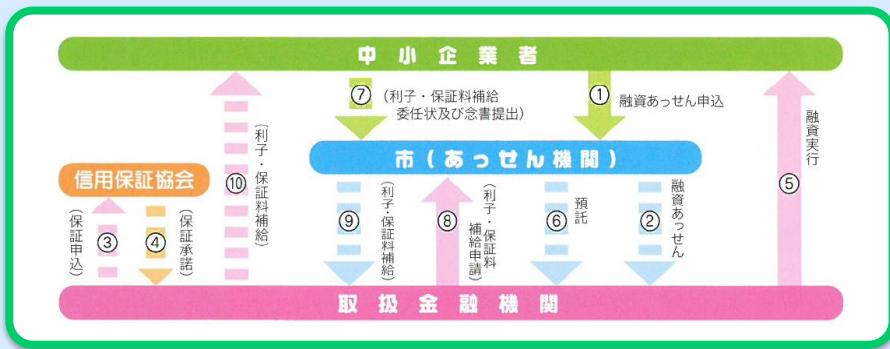 中小企業者
⑦
(利子・保証料補給
委任状及び念書提出)
①
融資あっせん申込
市(あっせん機関)
信用保証協会
③
(保証申込)
④
(保証承諾)
⑩
(利子・保証料補給)
⑨
(利子・保証料補給)
⑧
(利子・保証料
補給申請)
⑥
預託
②
融資あっせん
⑤
融資実行
取扱金融機関